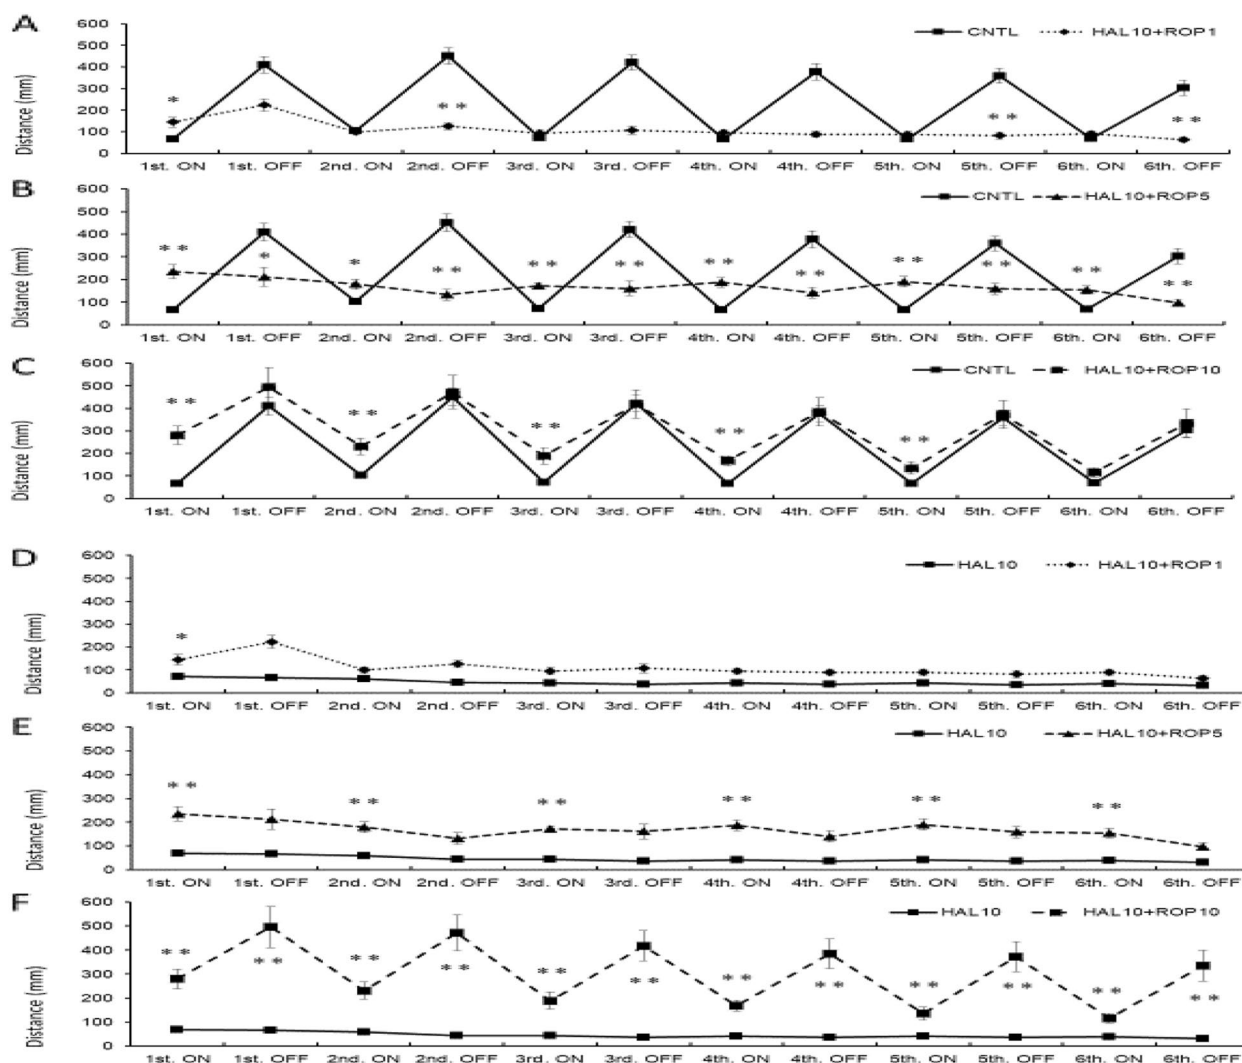 A
600
500
400
300
200
100
0
Distance (mm)
CNTL HAL10+ROP1
* ** ** **
1st. ON 1st. OFF 2nd. ON 2nd. OFF 3rd. ON 3rd. OFF 4th. ON 4th. OFF 5th. ON 5th. OFF 6th. ON 6th. OFF
B
600
500
400
300
200
100
0
Distance (mm)
CNTL HAL10+ROP5
** * * ** ** ** ** ** ** ** ** **
1st. ON 1st. OFF 2nd. ON 2nd. OFF 3rd. ON 3rd. OFF 4th. ON 4th. OFF 5th. ON 5th. OFF 6th. ON 6th. OFF
C
600
500
400
300
200
100
0
Distance (mm)
CNTL HAL10+ROP10
** ** ** ** **
1st. ON 1st. OFF 2nd. ON 2nd. OFF 3rd. ON 3rd. OFF 4th. ON 4th. OFF 5th. ON 5th. OFF 6th. ON 6th. OFF
D
600
500
400
300
200
100
0
Distance (mm)
HAL10 HAL10+ROP1
*
1st. ON 1st. OFF 2nd. ON 2nd. OFF 3rd. ON 3rd. OFF 4th. ON 4th. OFF 5th. ON 5th. OFF 6th. ON 6th. OFF
E
600
500
400
300
200
100
0
Distance (mm)
HAL10 HAL10+ROP5
** ** ** ** ** **
1st. ON 1st. OFF 2nd. ON 2nd. OFF 3rd. ON 3rd. OFF 4th. ON 4th. OFF 5th. ON 5th. OFF 6th. ON 6th. OFF
F
600
500
400
300
200
100
0
Distance (mm)
HAL10 HAL10+ROP10
** ** ** ** ** ** ** ** ** ** ** **
1st. ON 1st. OFF 2nd. ON 2nd. OFF 3rd. ON 3rd. OFF 4th. ON 4th. OFF 5th. ON 5th. OFF 6th. ON 6th. OFF